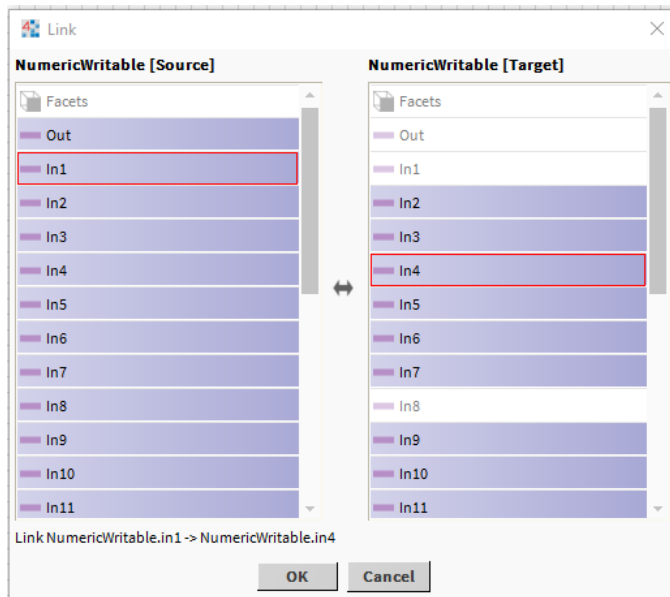 Link
NumericWritable [Source]
Facets
Out
In1
In2
In3
In4
In5
In6
In7
In8
In9
In10
In11
NumericWritable [Target]
Facets
Out
In1
In2
In3
In4
In5
In6
In7
In8
In9
In10
In11
Link NumericWritable.in1 -> NumericWritable.in4
OK
Cancel